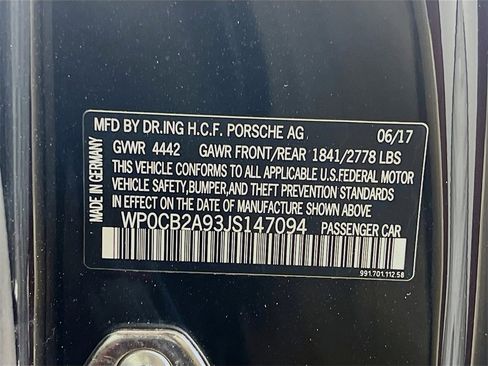 MFD BY DR.ING H.C.F. PORSCHE AG 06/17
GVWR 4442 GAWR FRONT/REAR 1841/2778 LBS
THIS VEHICLE CONFORMS TO ALL APPLICABLE U.S.FEDERAL MOTOR
VEHICLE SAFETY,BUMPER,AND THEFT PREVENTION STANDARDS
IN EFFECT ON THE DATE OF MANUFACTURE SHOWN ABOVE
WP0CB2A93JS147094 PASSENGER CAR
991.701.112.58
MADE IN GERMANY